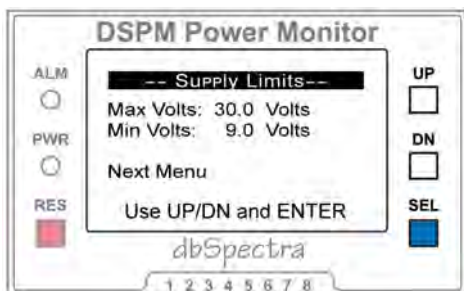 DSPM Power Monitor
ALM
PWR
RES
-- Supply Limits--
Max Volts: 30.0 Volts
Min Volts: 9.0 Volts
Next Menu
Use UP/DN and ENTER
UP
DN
SEL
dbSpectra
1 2 3 4 5 6 7 8